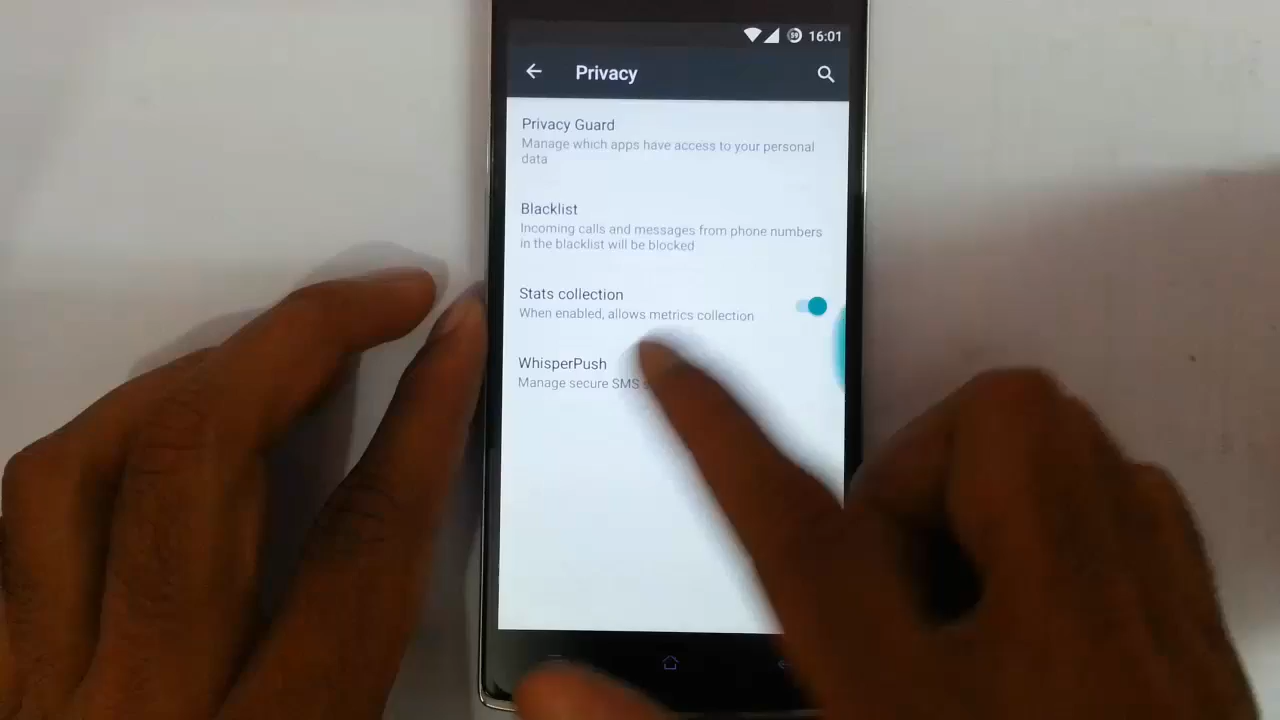 16:01
Privacy
Privacy Guard
Manage which apps have access to your personal
data
Blacklist
Incoming calls and messages from phone numbers
in the blacklist will be blocked
Stats collection
When enabled, allows metrics collection
WhisperPush
Manage secure SMS